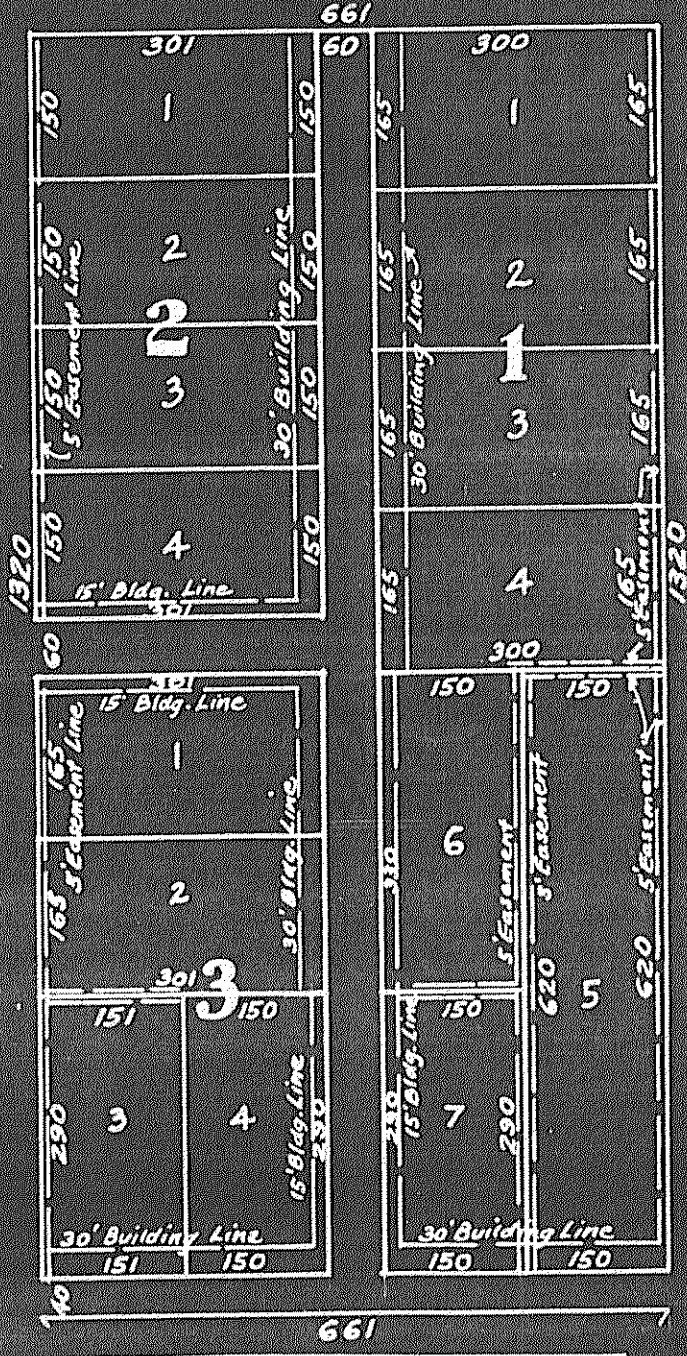 661
301 60 300
150 1 150 165 1 165
150 2 150 165 2 165
5' Easement Line
30' Building Line
30' Building Line
2 1
150 3 150 165 3 165
150 4 150 165 4 165
5' Easement
1320 1320
15' Bldg. Line
301
60
300
301
15' Bldg. Line
150 150
165 1
5' Easement Line
30' Bldg. Line
330 6
5' Easement
5' Easement
5' Easement
165 2
301 3
620 5 620
151 150 150
15' Bldg. Line
15' Bldg. Line
290 3 4 290 290 7 290
30' Building Line 30' Building Line
151 150 150 150
40
661